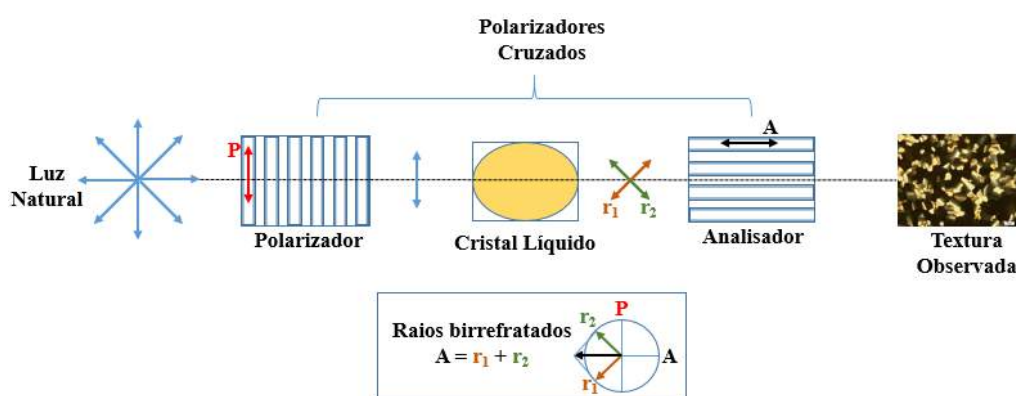 Polarizadores
Cruzados
Luz
Natural
P
Polarizador
Cristal Líquido
r1
r2
A
Analisador
Textura
Observada
Raios birrefratados
A = r1 + r2
P
r2
A
r1